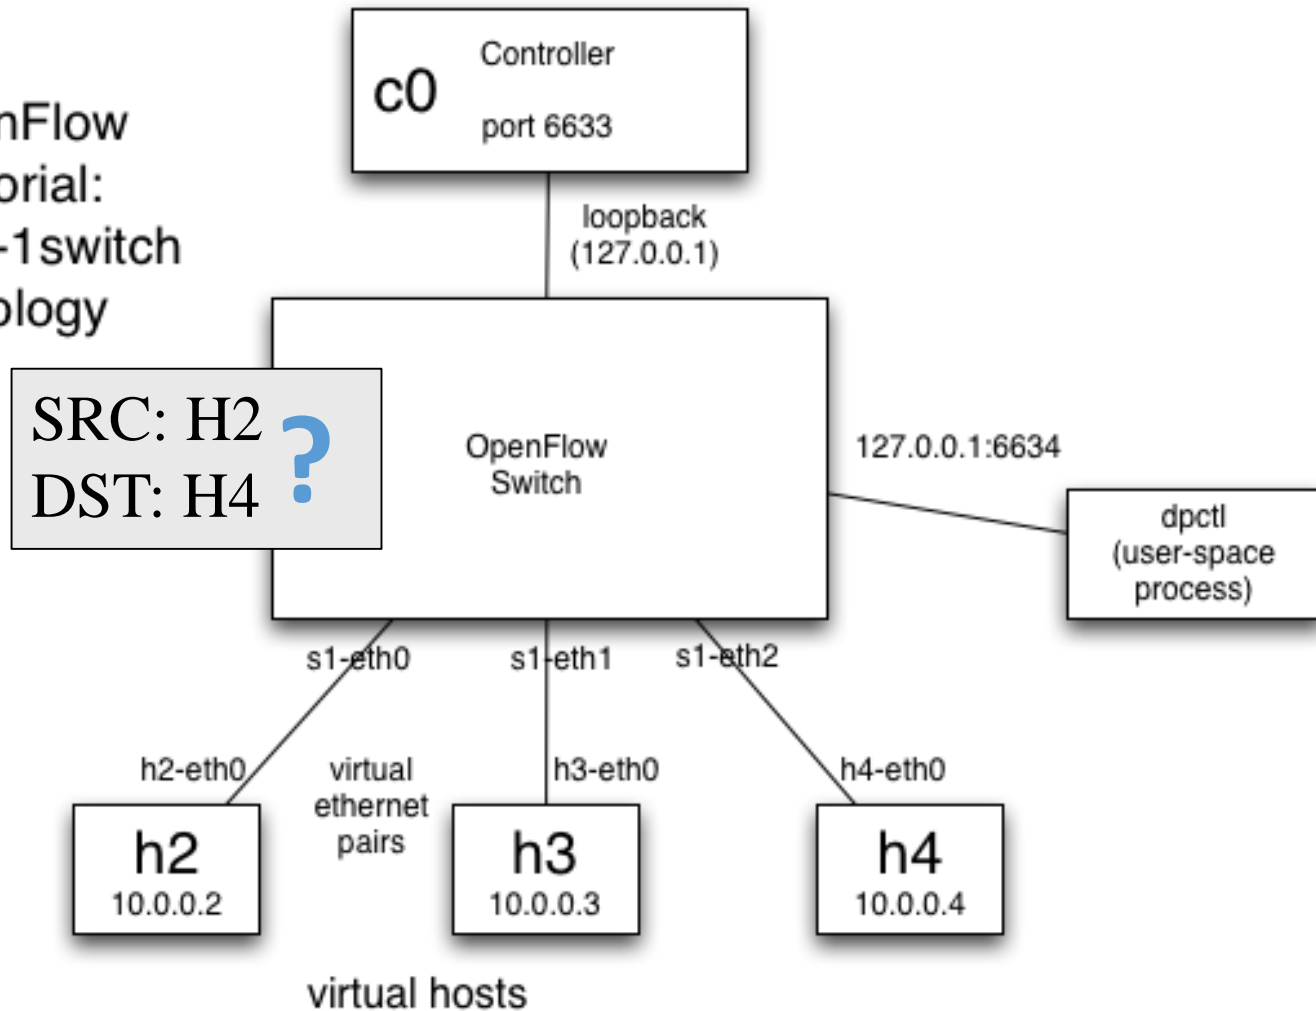 c0
Controller
port 6633
nFlow
orial:
-1switch
ology
loopback
(127.0.0.1)
SRC: H2
DST: H4
?
OpenFlow
Switch
127.0.0.1:6634
dpctl
(user-space
process)
s1-eth0
s1-eth1
s1-eth2
h2-eth0
virtual
ethernet
pairs
h3-eth0
h4-eth0
h2
10.0.0.2
h3
10.0.0.3
h4
10.0.0.4
virtual hosts